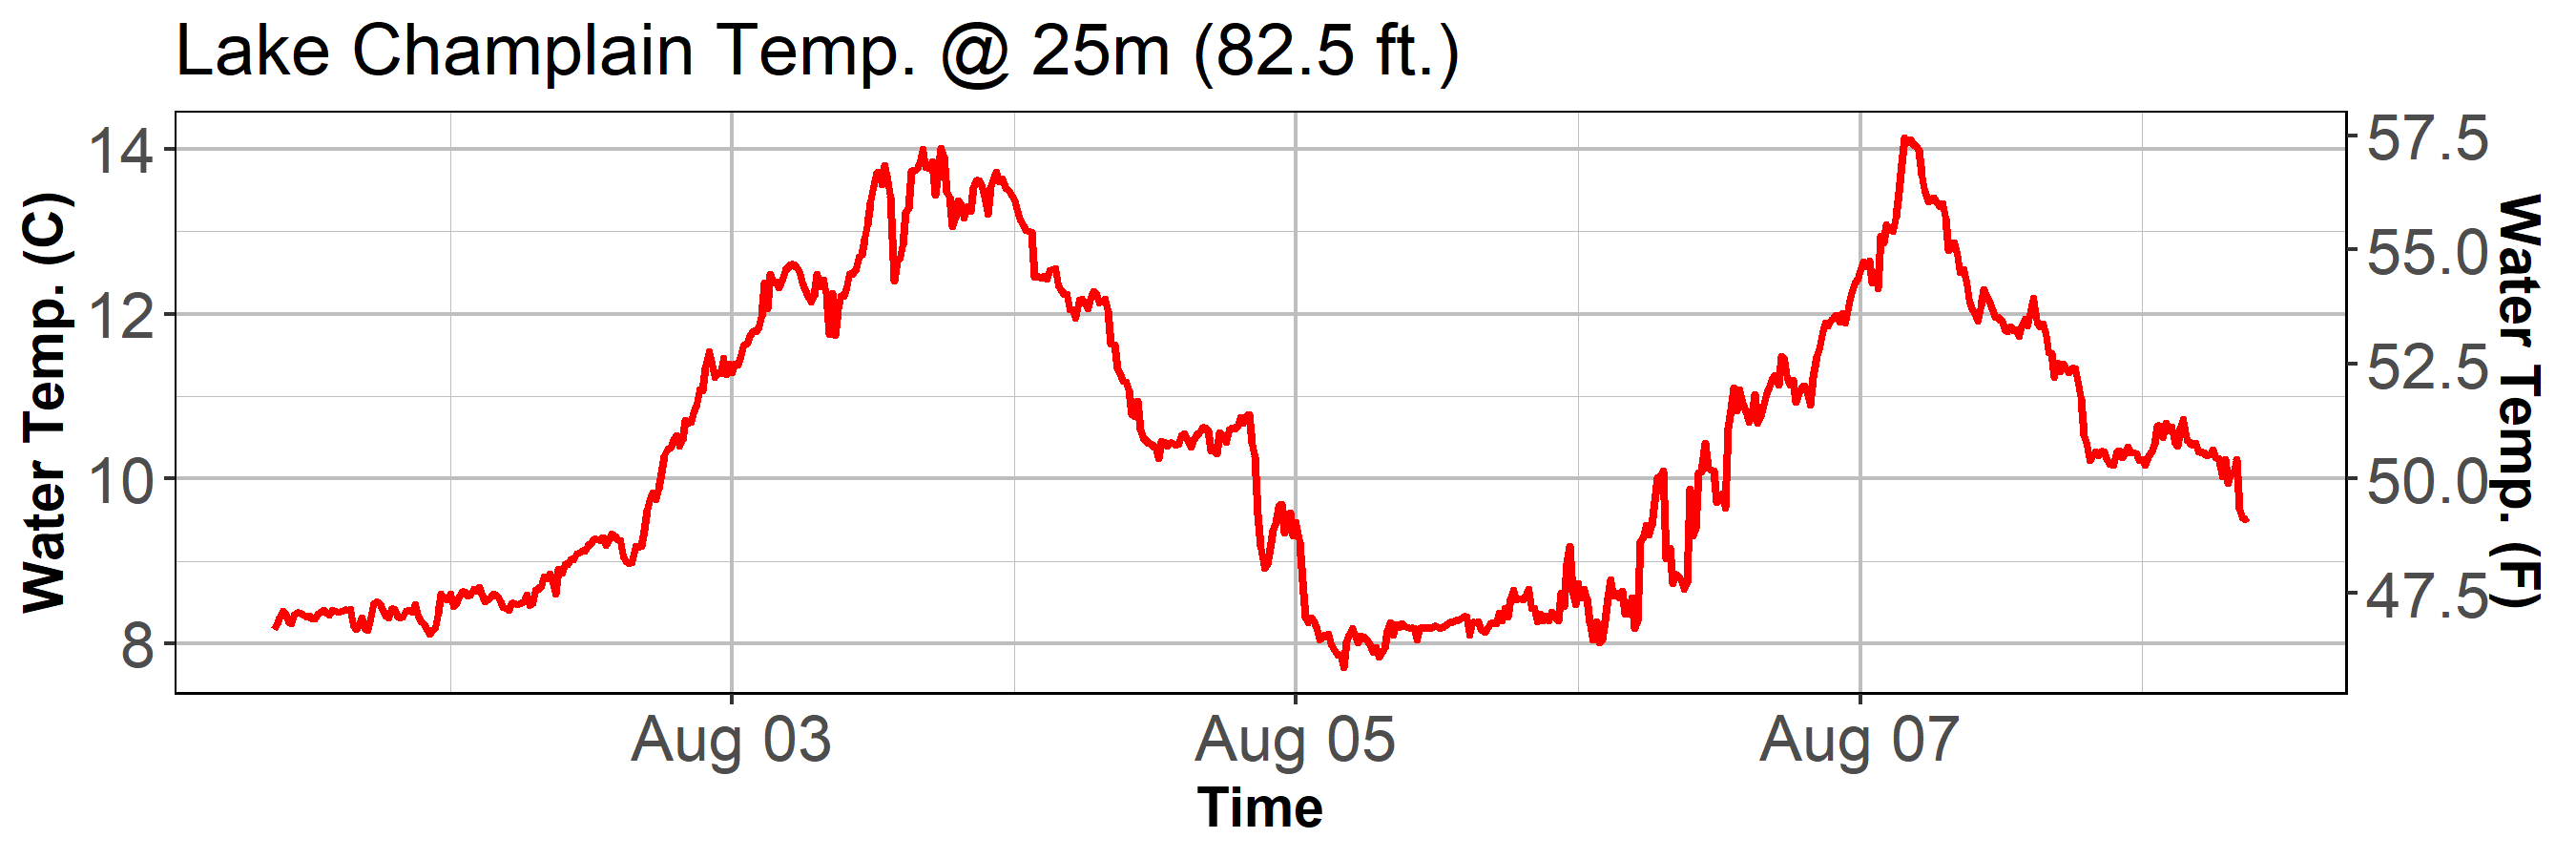 Lake Champlain Temp. @ 25m (82.5 ft.)
Water Temp. (C)
14
12
10
8
57.5
55.0
52.5
50.0
47.5
Water Temp. (F)
Aug 03
Aug 05
Aug 07
Time